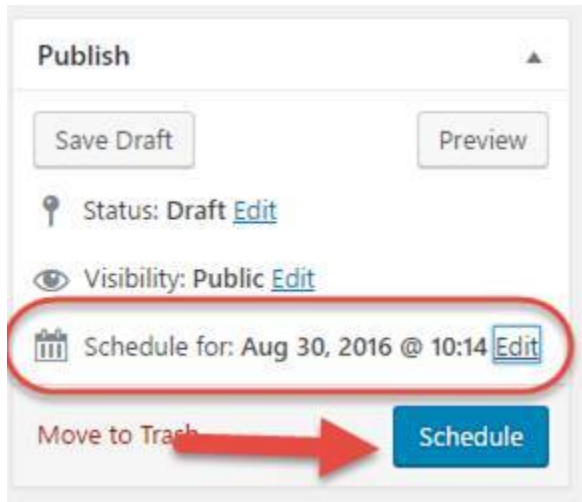 Publish
Save Draft Preview
Status: Draft Edit
Visibility: Public Edit
Schedule for: Aug 30, 2016 @ 10:14 Edit
Move to Trash Schedule